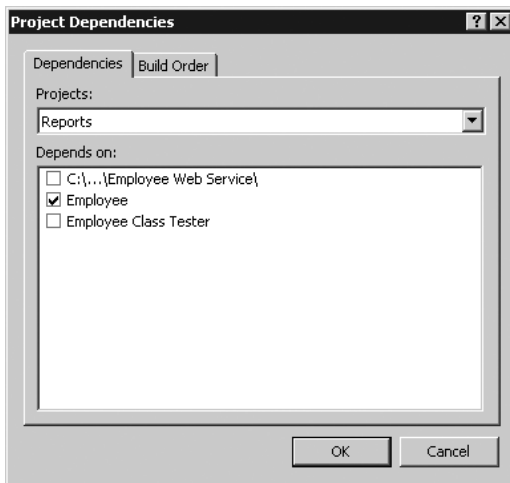 Project Dependencies
Dependencies Build Order
Projects:
Reports
Depends on:
C:\...\Employee Web Service\
Employee
Employee Class Tester
OK Cancel